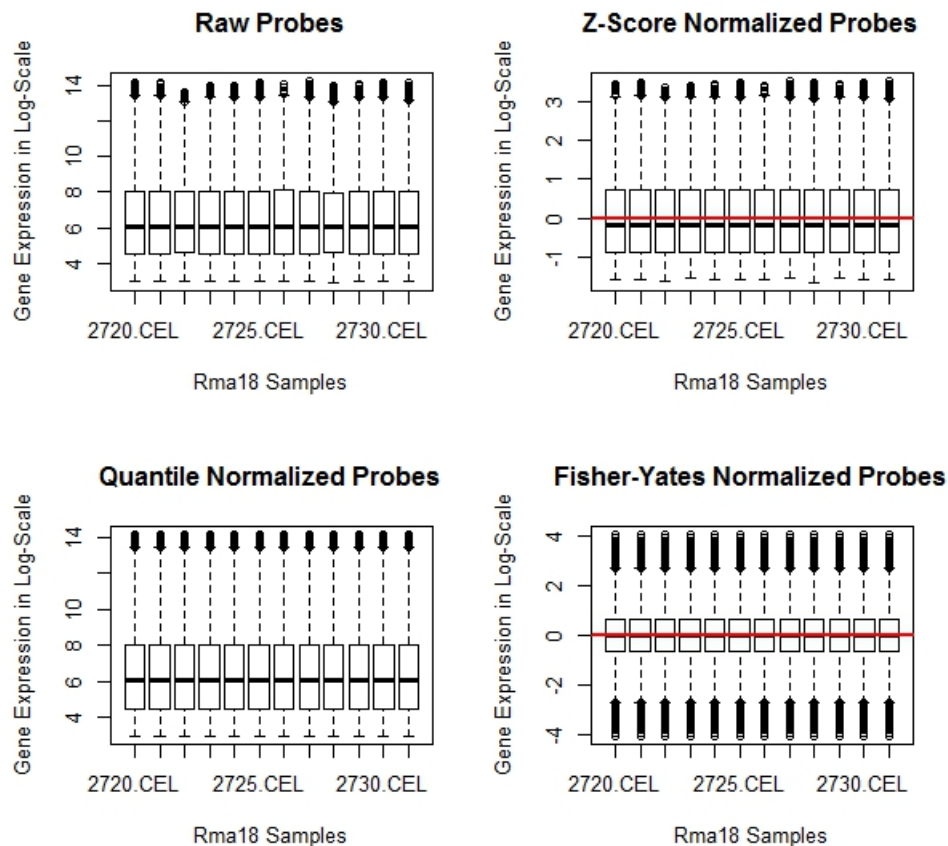 Raw Probes
Gene Expression in Log-Scale
14
10
8
6
4
2720.CEL 2725.CEL 2730.CEL
Rma18 Samples
Z-Score Normalized Probes
Gene Expression in Log-Scale
3
2
1
0
-1
2720.CEL 2725.CEL 2730.CEL
Rma18 Samples
Quantile Normalized Probes
Gene Expression in Log-Scale
14
10
8
6
4
2720.CEL 2725.CEL 2730.CEL
Rma18 Samples
Fisher-Yates Normalized Probes
Gene Expression in Log-Scale
4
2
0
-2
-4
2720.CEL 2725.CEL 2730.CEL
Rma18 Samples